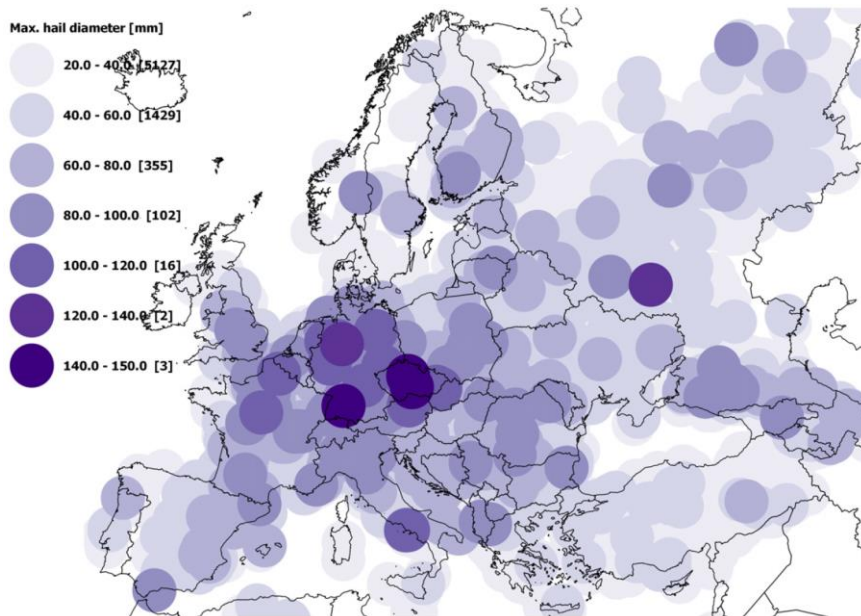 Max. hail diameter [mm]
20.0 - 40.0 [5127]
40.0 - 60.0 [1429]
60.0 - 80.0 [355]
80.0 - 100.0 [102]
100.0 - 120.0 [16]
120.0 - 140.0 [2]
140.0 - 150.0 [3]